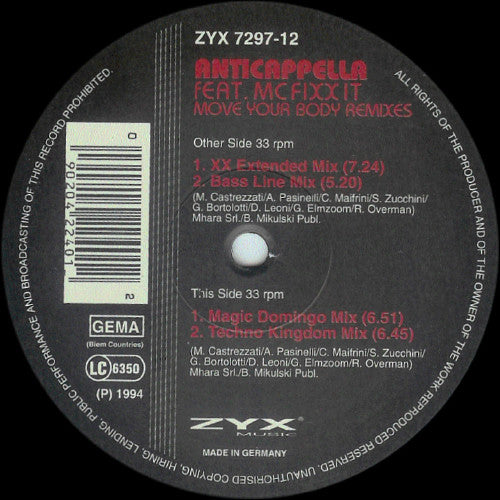 ZYX 7297-12
ANTICAPPELLA
FEAT. MC FIXX IT
MOVE YOUR BODY REMIXES
Other Side 33 rpm
1. XX Extended Mix (7.24)
2. Bass Line Mix (5.20)
(M. Castrezzati/A. Pasinelli/C. Maifrini/S. Zucchini/
G. Bortolotti/D. Leoni/G. Elmzoom/R. Overman)
Mhara Srl./B. Mikulski Publ.
This Side 33 rpm
1. Magic Domingo Mix (6.51)
2. Techno Kingdom Mix (6.45)
(M. Castrezzati/A. Pasinelli/C. Maifrini/S. Zucchini/
G. Bortolotti/D. Leoni/G. Elmzoom/R. Overman)
Mhara Srl./B. Mikulski Publ.
0
90204 22401
2
GEMA
(Biem Countries)
LC 6350
(P) 1994
ZYX
MUSIC
MADE IN GERMANY
ALL RIGHTS OF THE PRODUCER AND OF THE OWNER OF THE WORK REPRODUCED RESERVED. UNAUTHORISED COPYING, HIRING, LENDING, PUBLIC PERFORMANCE AND BROADCASTING OF THIS RECORD PROHIBITED.